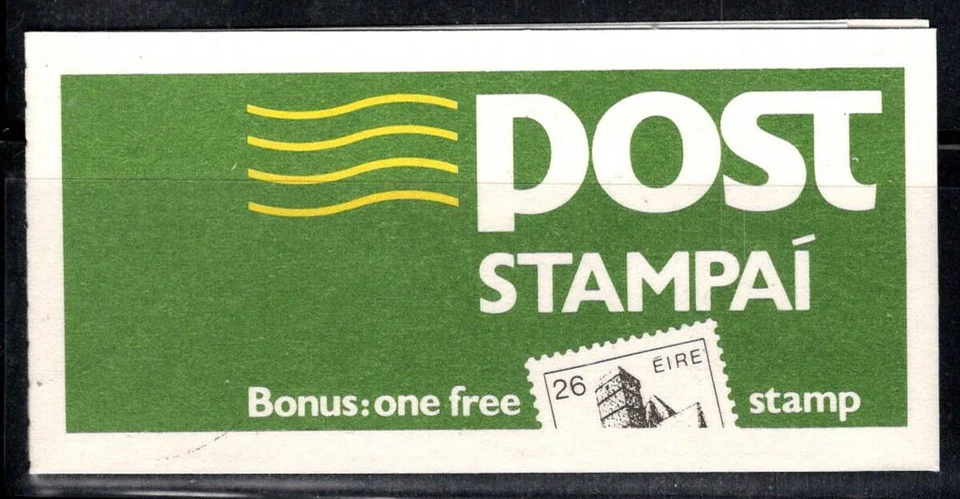 post
STAMPAÍ
26 ÉIRE
Bonus: one free stamp